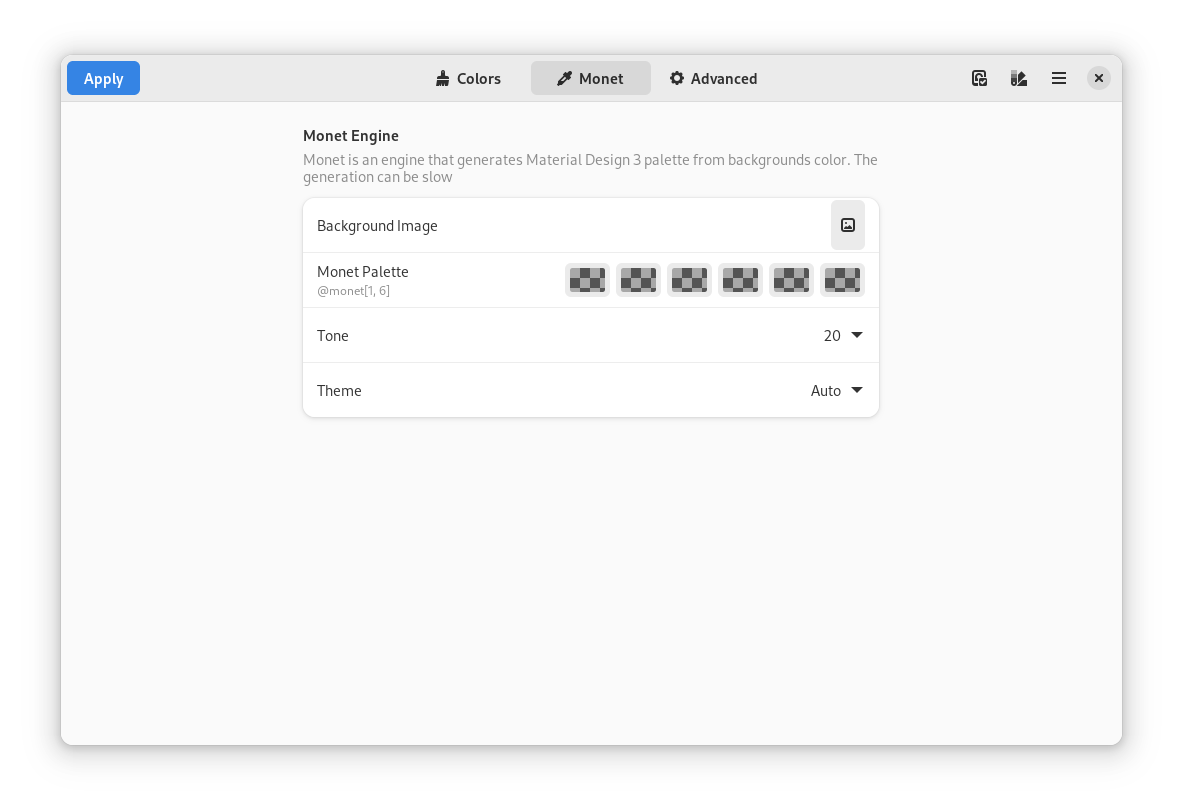 Apply
Colors
Monet
Advanced
Monet Engine
Monet is an engine that generates Material Design 3 palette from backgrounds color. The
generation can be slow
Background Image
Monet Palette
@monet[1, 6]
Tone
20
Theme
Auto